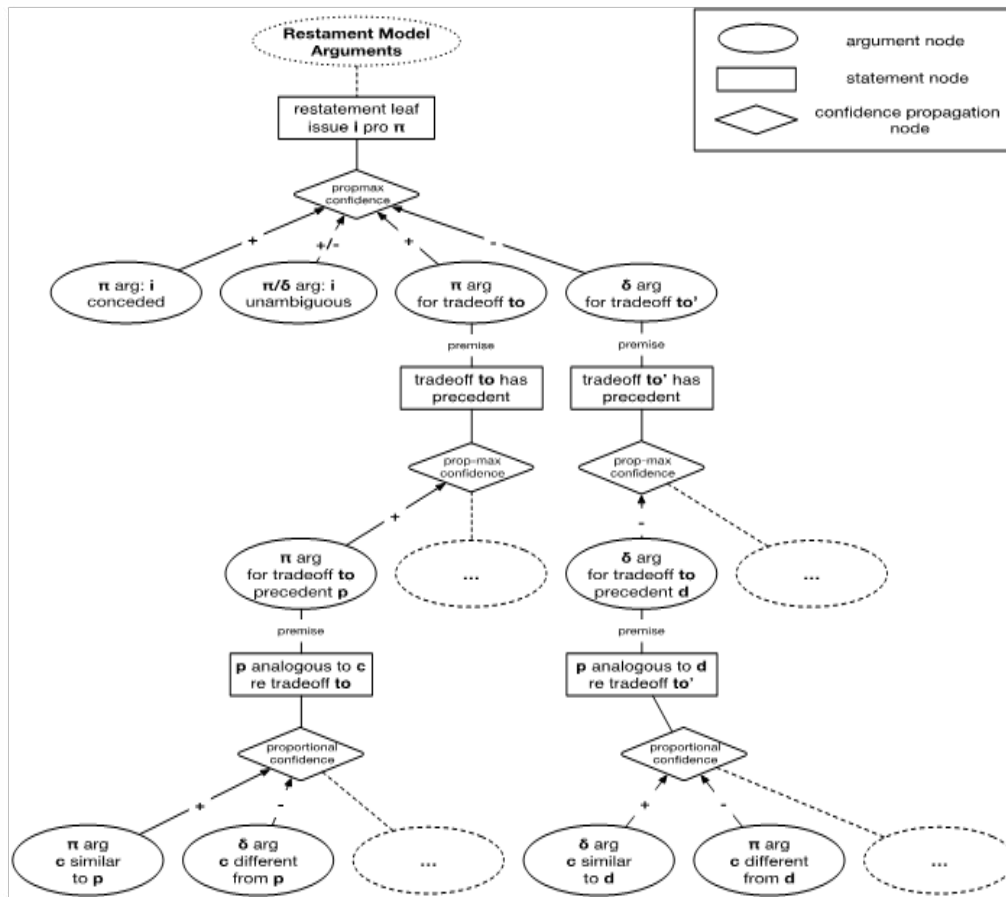 Restament Model
Arguments
argument node
statement node
confidence propagation
node
restatement leaf
issue i pro π
propmax
confidence
+
+/-
+
-
π arg: i
conceded
π/δ arg: i
unambiguous
π arg
for tradeoff to
δ arg
for tradeoff to'
premise
premise
tradeoff to has
precedent
tradeoff to' has
precedent
prop-max
confidence
prop-max
confidence
+
-
π arg
for tradeoff to
precedent p
...
δ arg
for tradeoff to
precedent d
...
premise
premise
p analogous to c
re tradeoff to
p analogous to d
re tradeoff to'
proportional
confidence
proportional
confidence
+
-
+
-
π arg
c similar
to p
δ arg
c different
from p
...
δ arg
c similar
to d
π arg
c different
from d
...